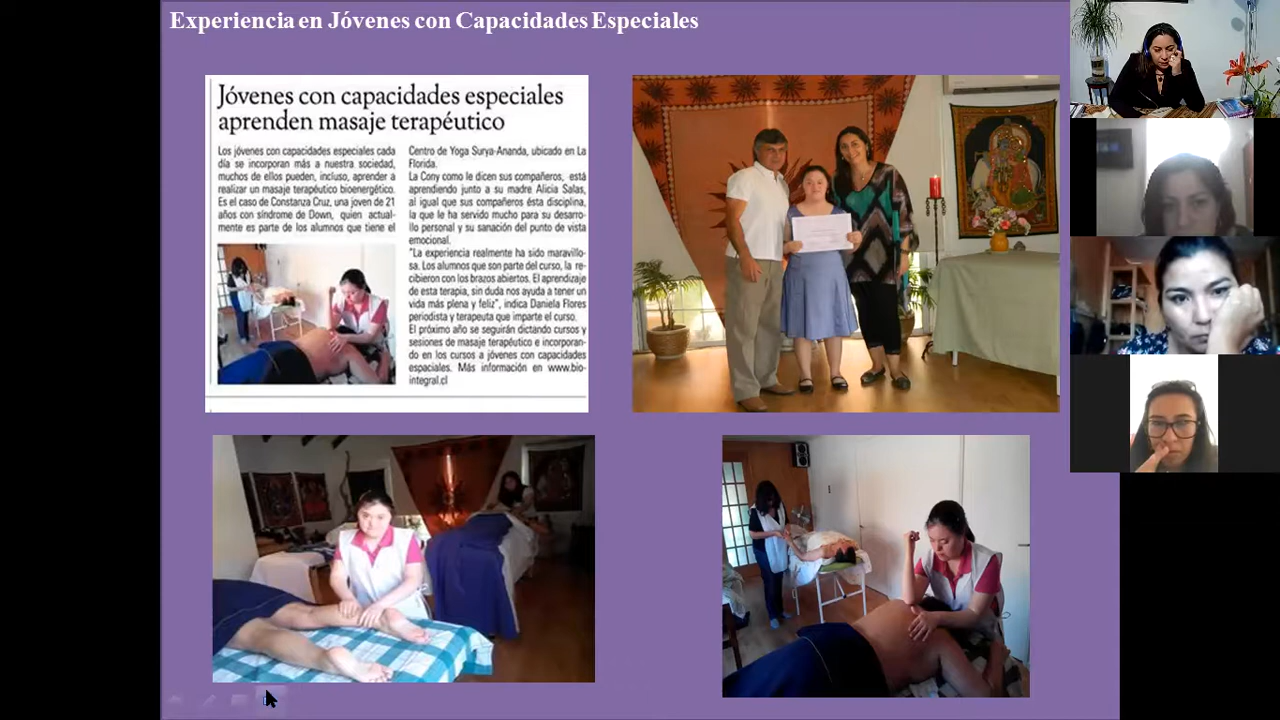 Experiencia en Jóvenes con Capacidades Especiales
Jóvenes con capacidades especiales
aprenden masaje terapéutico
Los jóvenes con capacidades especiales cada
día se incorporan más a nuestra sociedad,
muchos de ellos pueden, incluso, aprender a
realizar un masaje terapéutico bioenergético.
Es el caso de Constanza Cruz, una joven de 21
años con síndrome de Down, quien actual-
mente es parte de los alumnos que tiene el
Centro de Yoga Surya-Ananda, ubicado en La
Florida.
La Cony como le dicen sus compañeros, está
aprendiendo junto a su madre Alicia Salas,
al igual que sus compañeros ésta disciplina,
la que le ha servido mucho para su desarro-
llo personal y su sanación del punto de vista
emocional.
"La experiencia realmente ha sido maravillo-
sa. Los alumnos que son parte del curso, la re-
cibieron con los brazos abiertos. El aprendizaje
de esta terapia, sin duda nos ayuda a tener un
vida más plena y feliz", indica Daniela Flores
periodista y terapeuta que imparte el curso.
El próximo año se seguirán dictando cursos y
sesiones de masaje terapéutico e incorporan-
do en los cursos a jóvenes con capacidades
espaciales. Más información en www.bio-
integral.cl